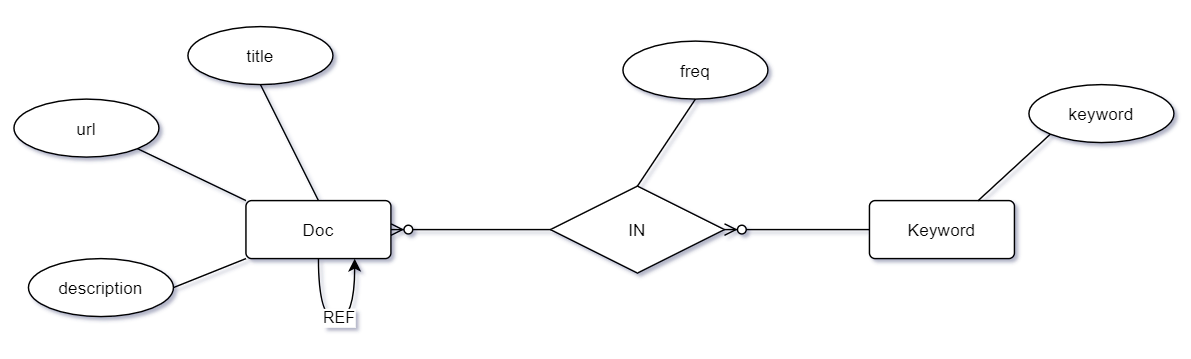 title
freq
url
keyword
Doc
IN
Keyword
description
REF